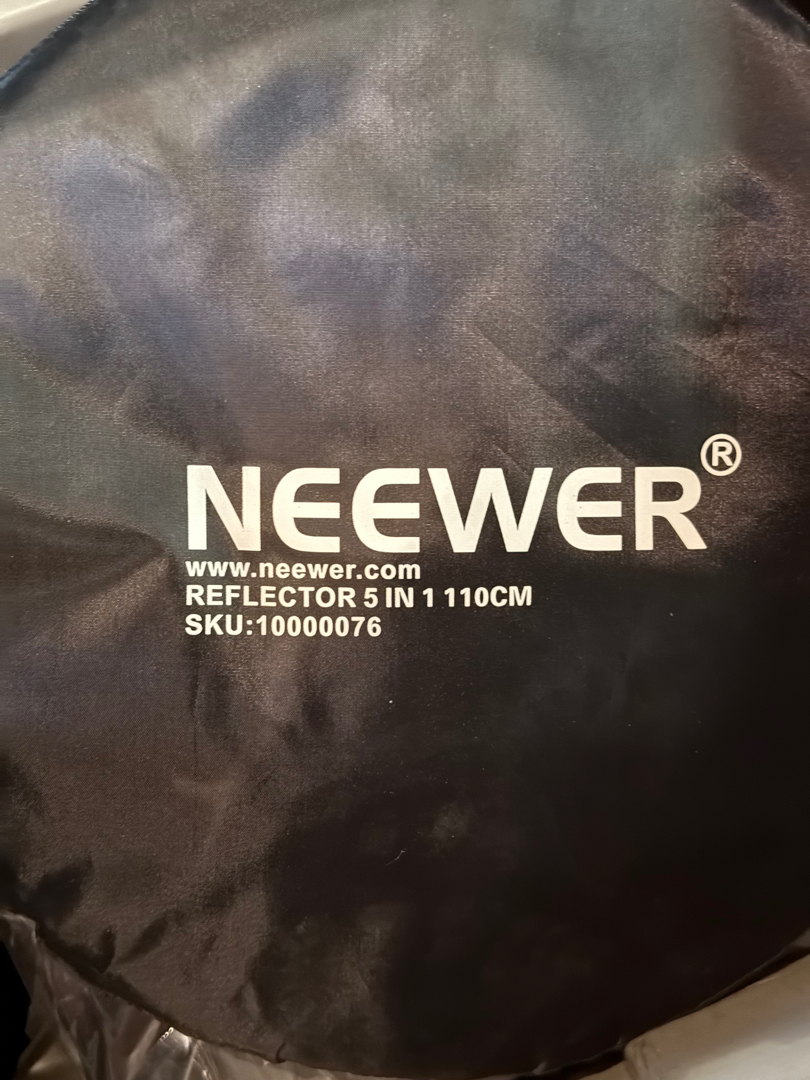 NEEWER®
www.neewer.com
REFLECTOR 5 IN 1 110CM
SKU:10000076